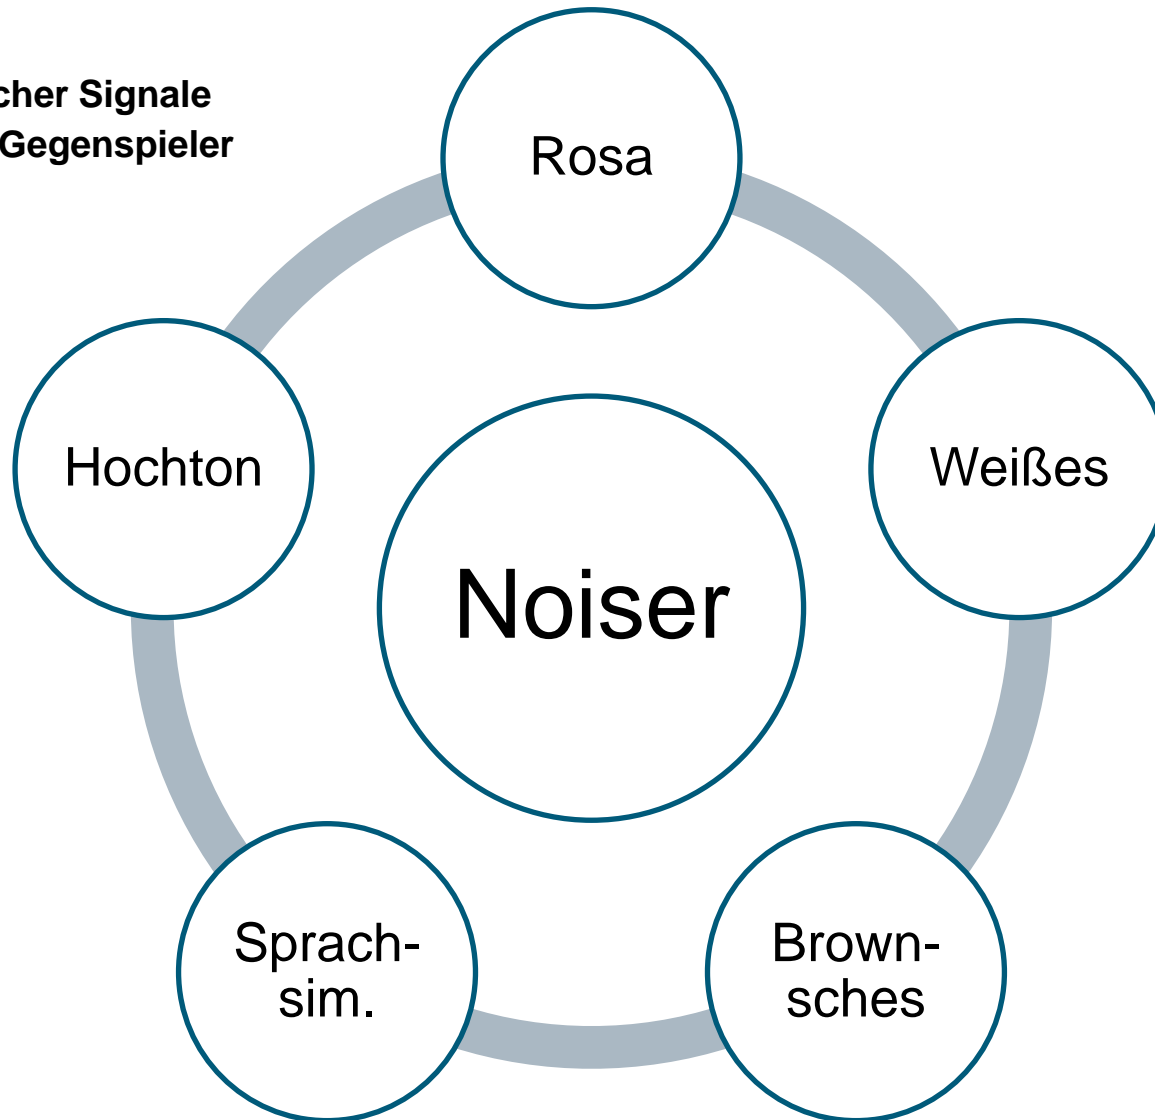 cher Signale
Gegenspieler
Rosa
Hochton
Weißes
Noiser
Sprach-
sim.
Brown-
sches